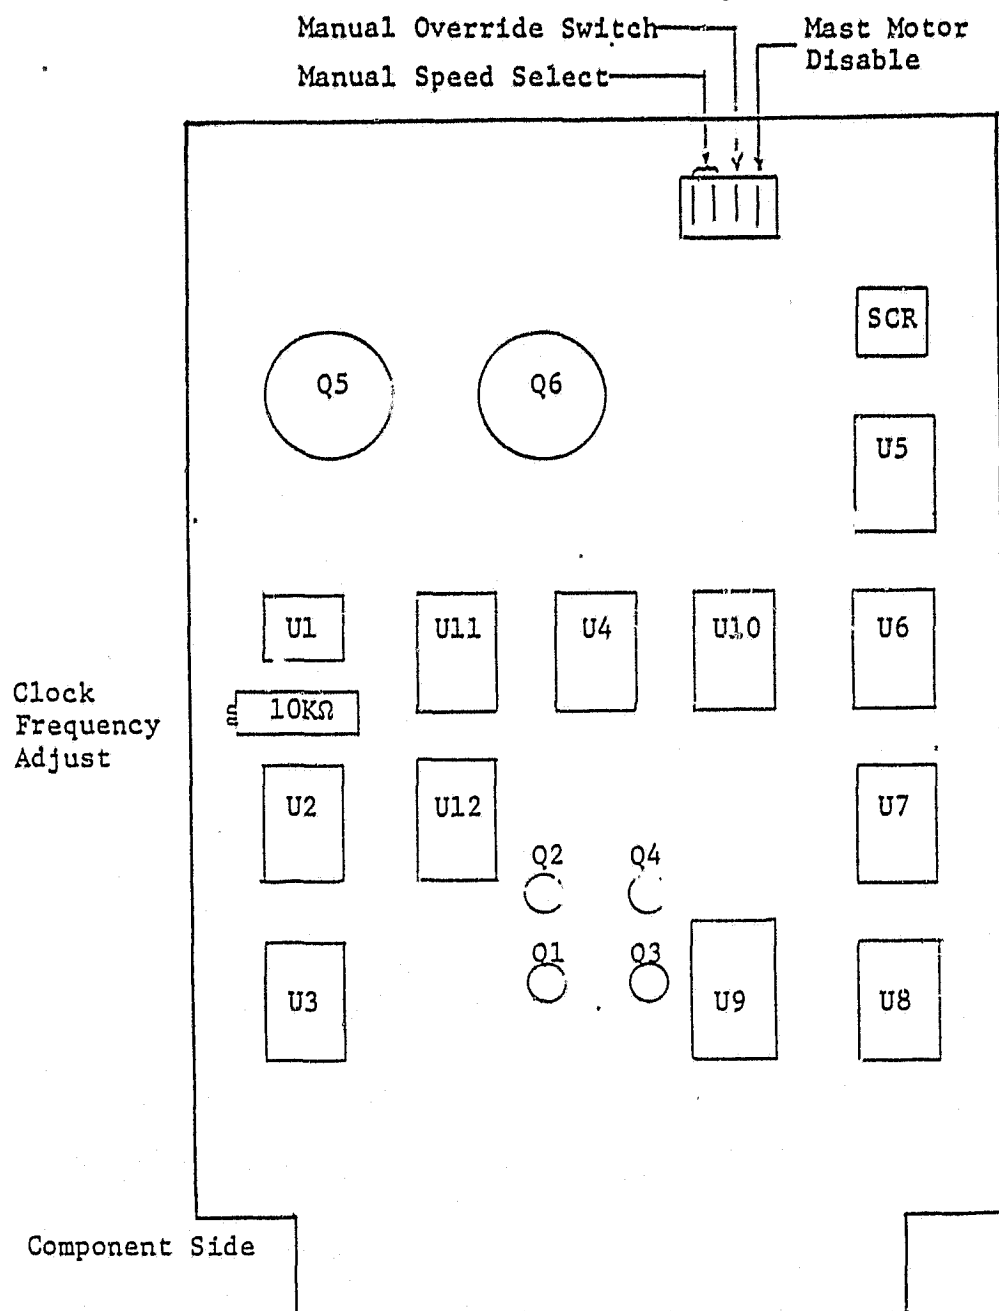 Manual Override Switch
Mast Motor
Disable
Manual Speed Select
SCR
Q5
Q6
U5
U1
U11
U4
U10
U6
Clock
Frequency
Adjust
10KΩ
U2
U12
U7
Q2
Q4
Q1
Q3
U3
U9
U8
Component Side